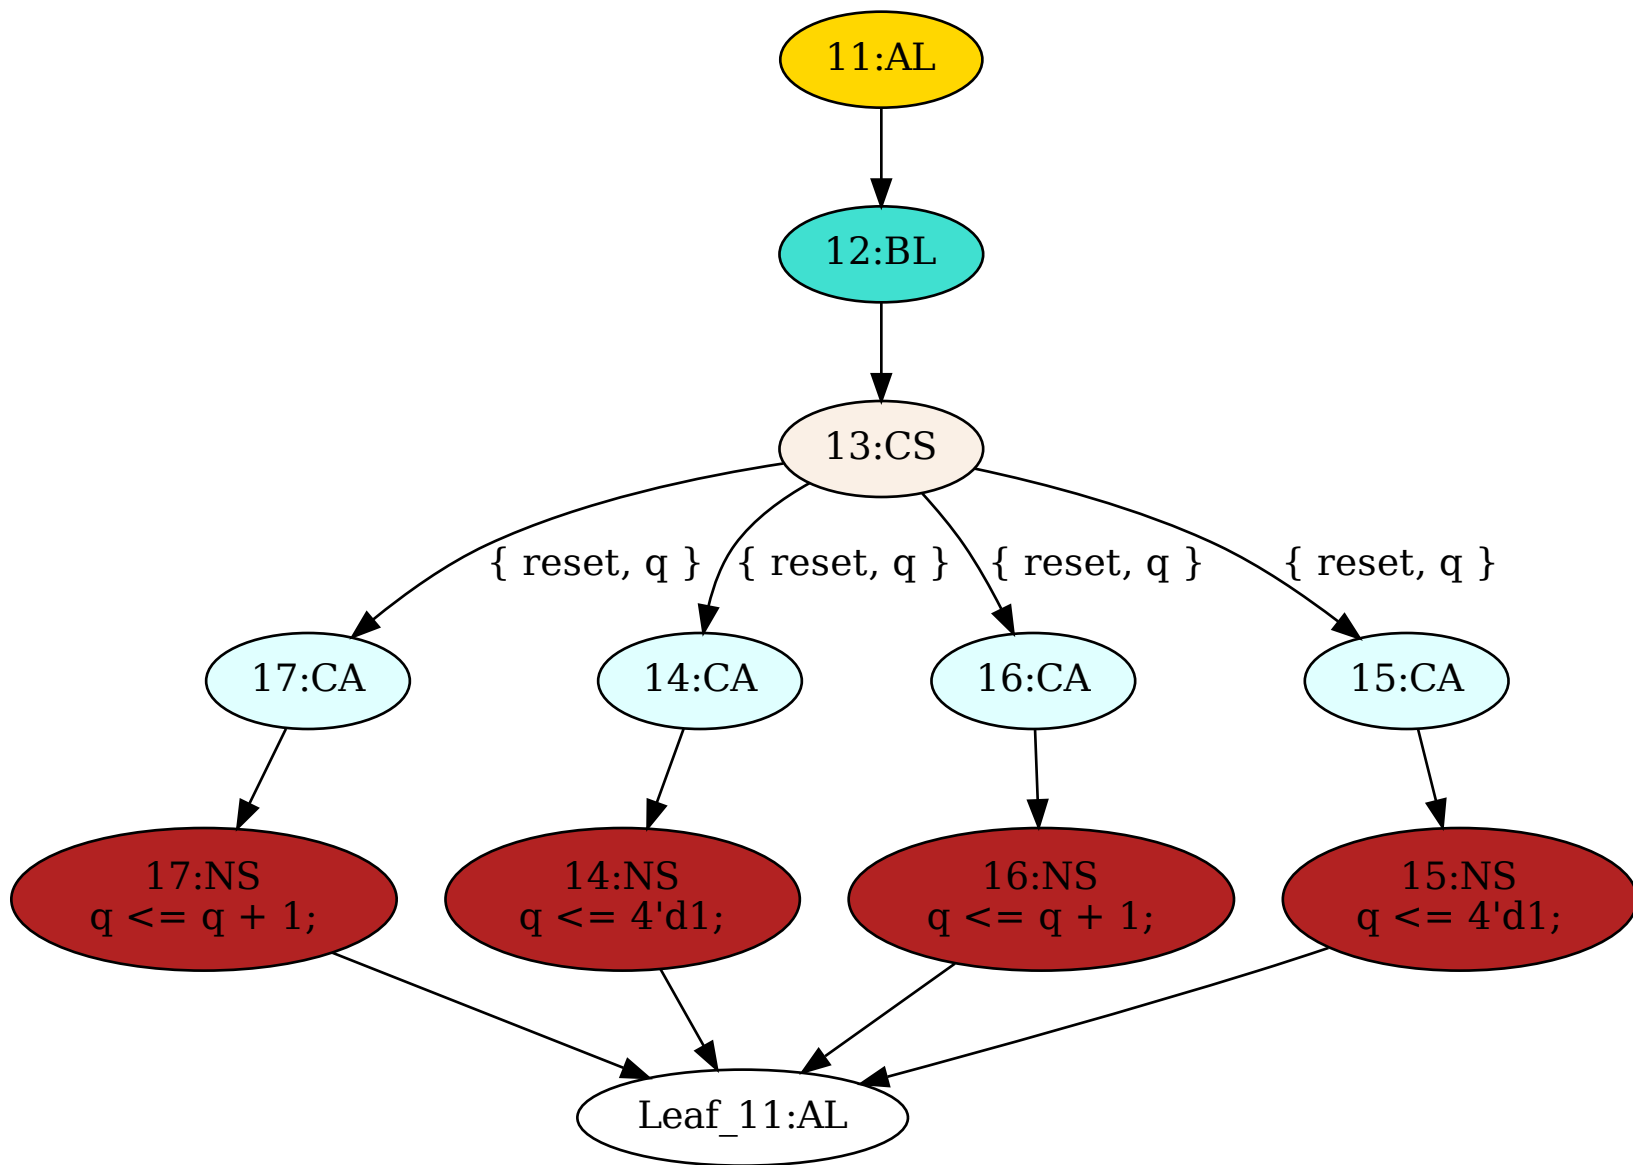 11:AL
12:BL
13:CS
{ reset, q }
{ reset, q }
{ reset, q }
{ reset, q }
17:CA
14:CA
16:CA
15:CA
17:NS
q <= q + 1;
14:NS
q <= 4'd1;
16:NS
q <= q + 1;
15:NS
q <= 4'd1;
Leaf_11:AL